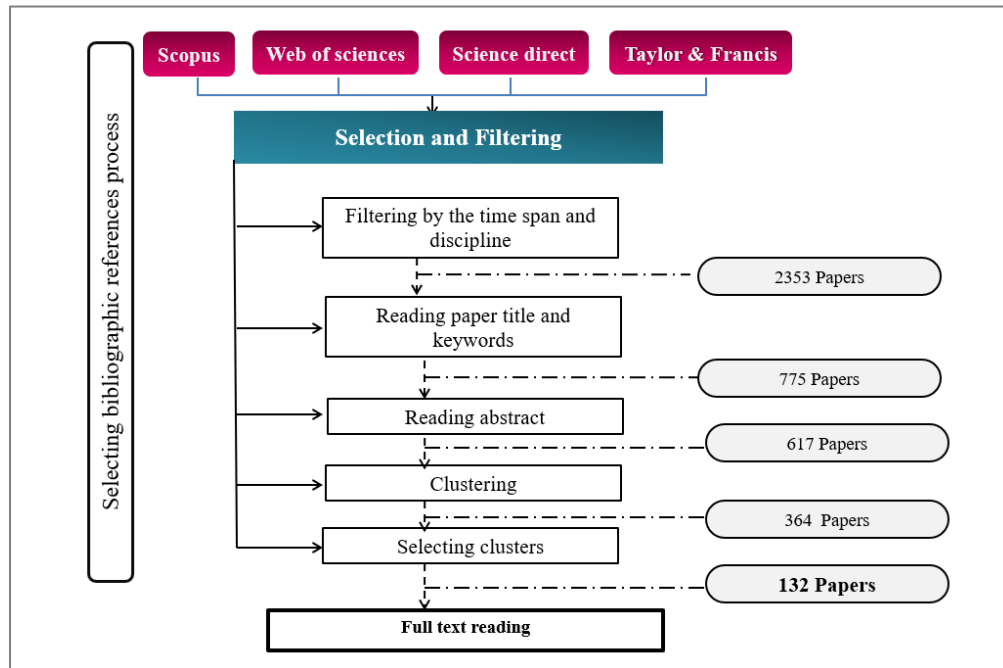 Selecting bibliographic references process
Scopus
Web of sciences
Science direct
Taylor & Francis
Selection and Filtering
Filtering by the time span and
discipline
2353 Papers
Reading paper title and
keywords
775 Papers
Reading abstract
617 Papers
Clustering
364 Papers
Selecting clusters
132 Papers
Full text reading